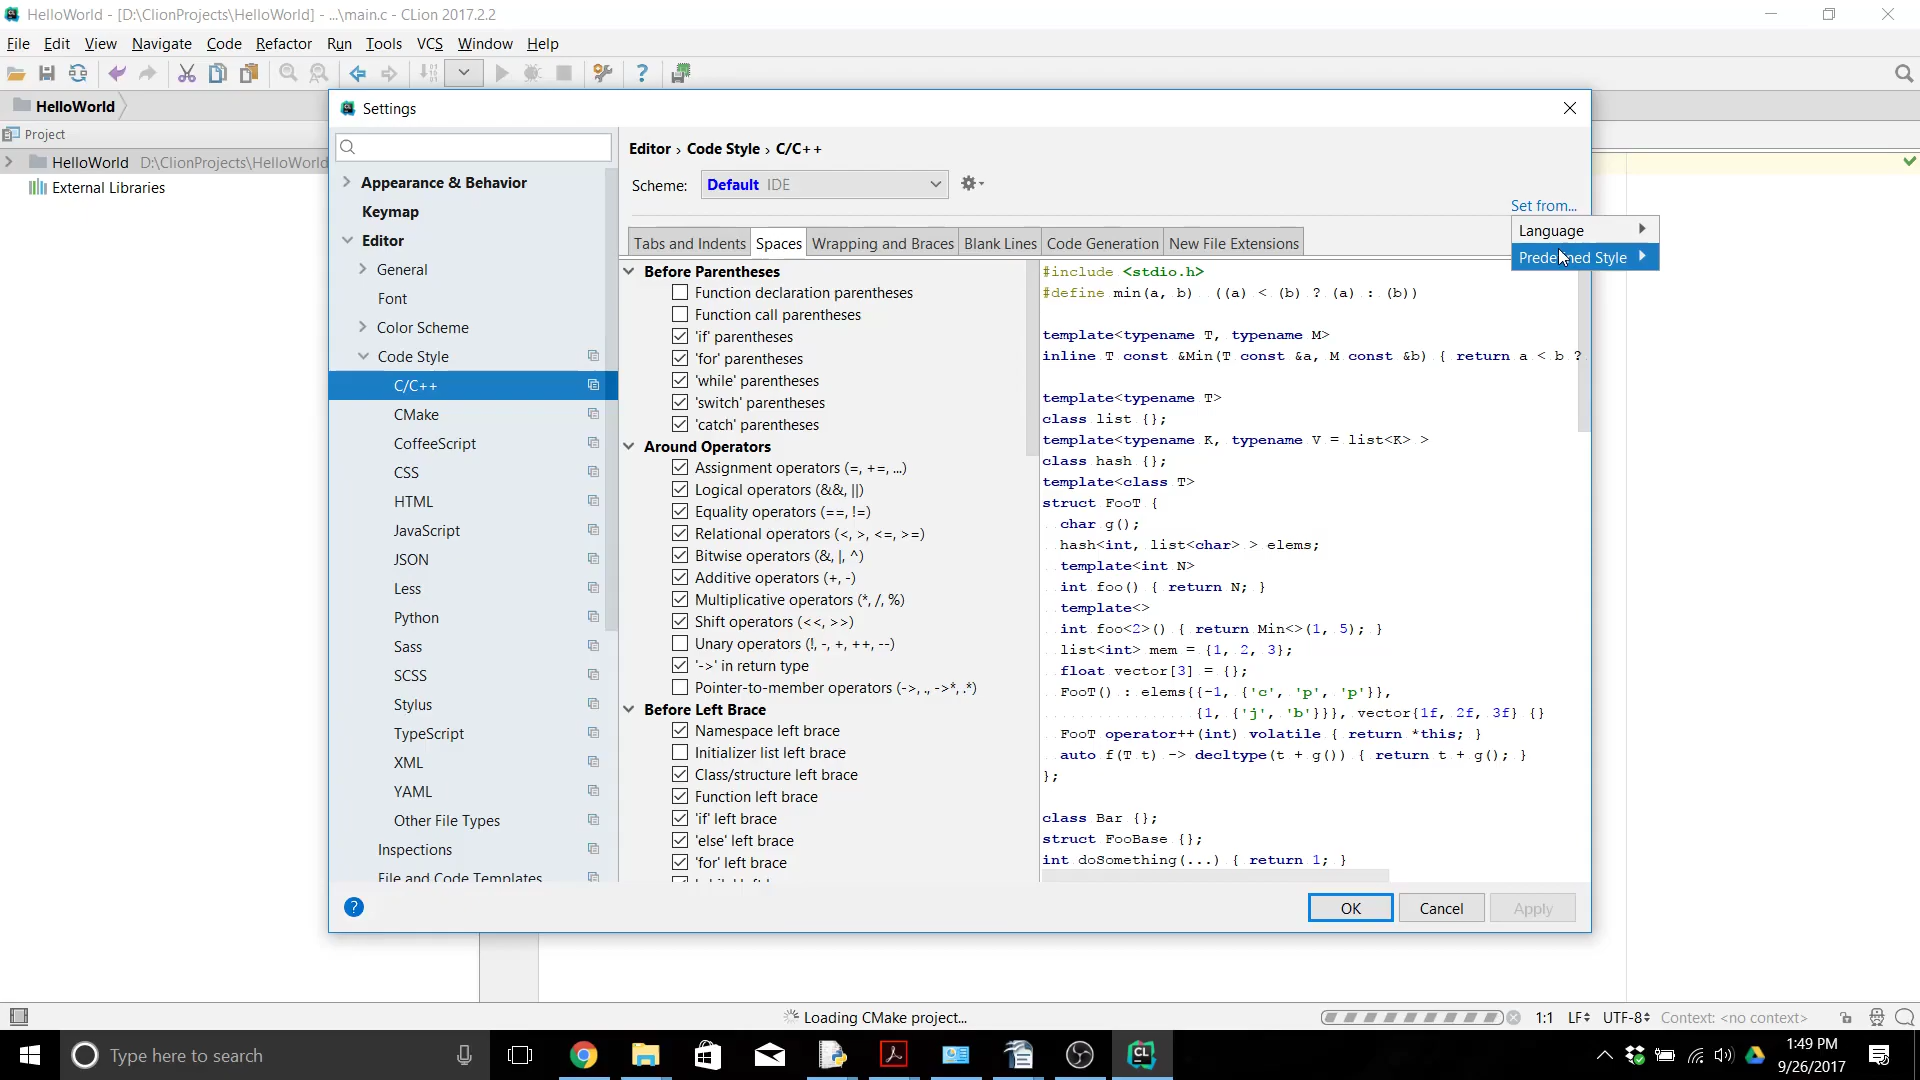 HelloWorld - [D:\ClionProjects\HelloWorld] - ...\main.c - CLion 2017.2.2
File Edit View Navigate Code Refactor Run Tools VCS Window Help
HelloWorld
Project
HelloWorld D:\ClionProjects\HelloWorld
External Libraries
Settings
Appearance & Behavior
Keymap
Editor
General
Font
Color Scheme
Code Style
C/C++
CMake
CoffeeScript
CSS
HTML
JavaScript
JSON
Less
Python
Sass
SCSS
Stylus
TypeScript
XML
YAML
Other File Types
Inspections
File and Code Templates
Editor › Code Style › C/C++
Scheme: Default IDE
Set from...
Language
Predefined Style
Tabs and Indents Spaces Wrapping and Braces Blank Lines Code Generation New File Extensions
Before Parentheses
Function declaration parentheses
Function call parentheses
'if' parentheses
'for' parentheses
'while' parentheses
'switch' parentheses
'catch' parentheses
Around Operators
Assignment operators (=, +=, ...)
Logical operators (&&, ||)
Equality operators (==, !=)
Relational operators (<, >, <=, >=)
Bitwise operators (&, |, ^)
Additive operators (+, -)
Multiplicative operators (*, /, %)
Shift operators (<<, >>)
Unary operators (!, -, +, ++, --)
'->' in return type
Pointer-to-member operators (->, ., ->*, .*)
Before Left Brace
Namespace left brace
Initializer list left brace
Class/structure left brace
Function left brace
'if' left brace
'else' left brace
'for' left brace
#include <stdio.h>
#define min(a, b) ((a) < (b) ? (a) : (b))
template<typename T, typename M>
inline T const &Min(T const &a, M const &b) { return a < b ?
template<typename T>
class list {};
template<typename K, typename V = list<K> >
class hash {};
template<class T>
struct FooT {
char g();
hash<int, list<char> > elems;
template<int N>
int foo() { return N; }
template<>
int foo<2>() { return Min<>(1, 5); }
list<int> mem = {1, 2, 3};
float vector[3] = {};
FooT() : elems{{-1, {'c', 'p', 'p'}},
{1, {'j', 'b'}}}, vector{1f, 2f, 3f} {}
FooT operator++(int) volatile { return *this; }
auto f(T t) -> decltype(t + g()) { return t + g(); }
};
class Bar {};
struct FooBase {};
int doSomething(...) { return 1; }
?
OK Cancel Apply
Loading CMake project...
1:1 LF UTF-8 Context: <no context>
Type here to search
1:49 PM
9/26/2017